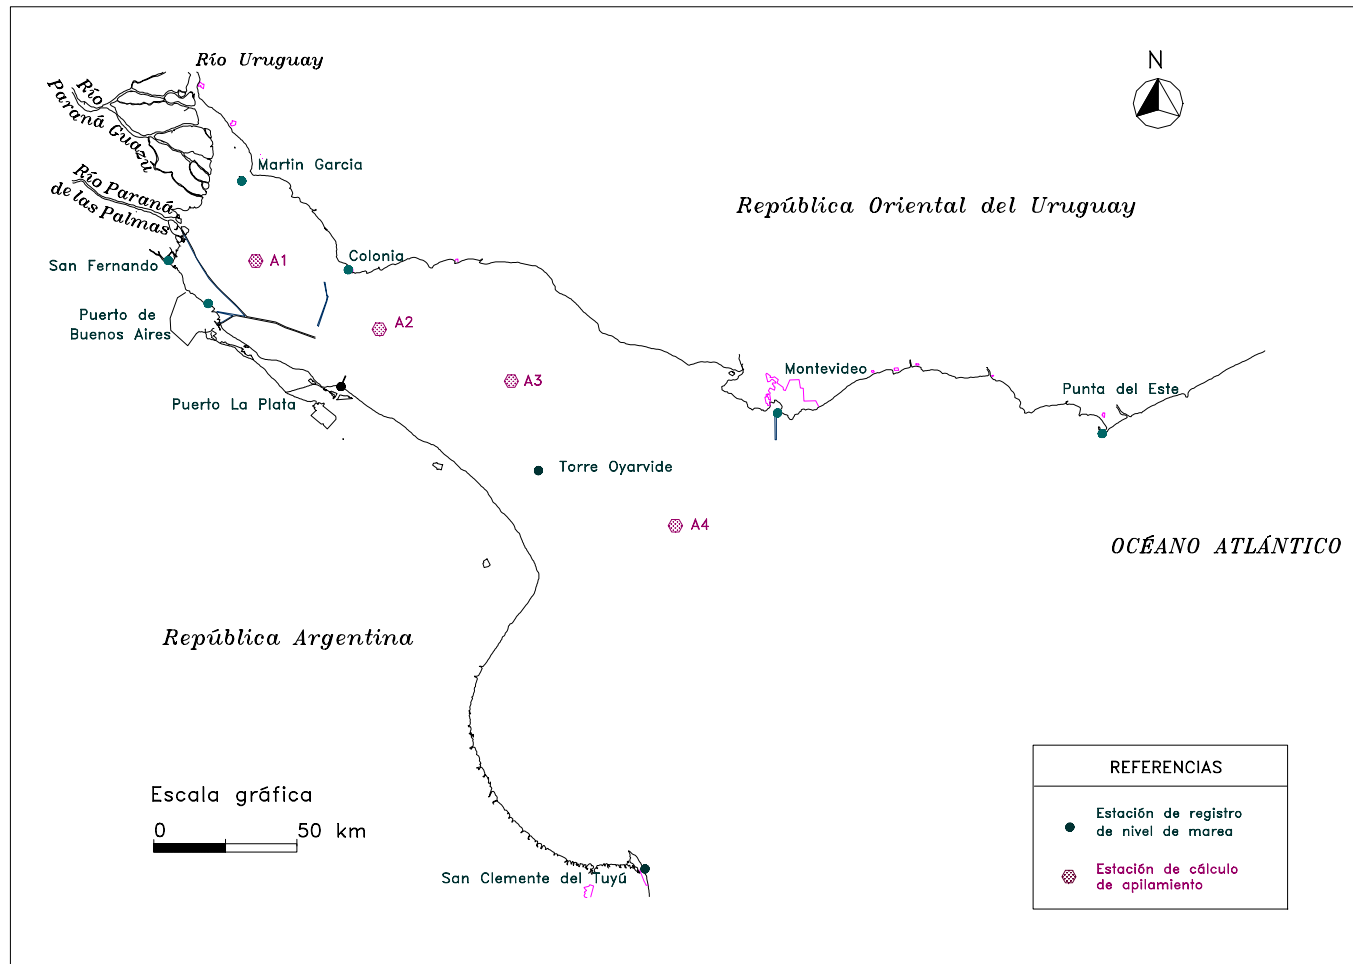 Río Uruguay
N
Río
Paraná Guazú
Martin Garcia
Río Paraná
de las Palmas
República Oriental del Uruguay
San Fernando
A1
Colonia
Puerto de
Buenos Aires
A2
Montevideo
A3
Punta del Este
Puerto La Plata
Torre Oyarvide
A4
OCÉANO ATLÁNTICO
República Argentina
REFERENCIAS
Escala gráfica
0 50 km
Estación de registro
de nivel de marea
Estación de cálculo
de apilamiento
San Clemente del Tuyú